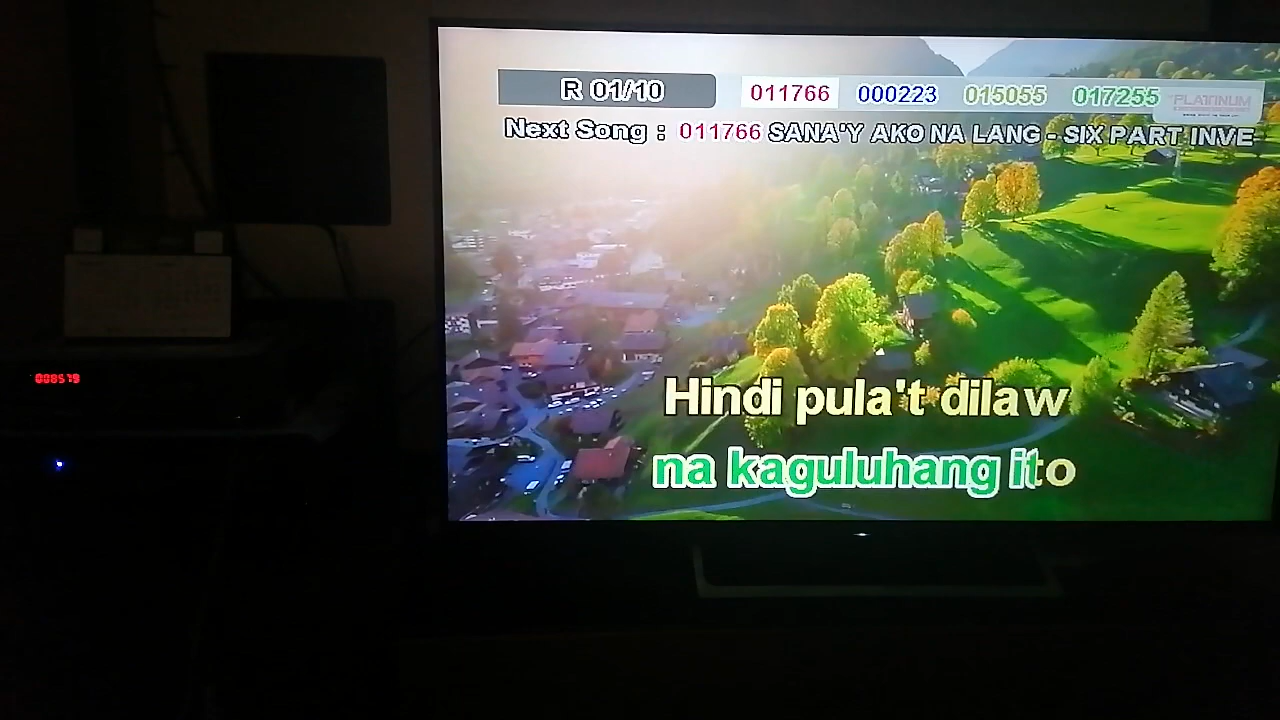 R 01/10 011766 000223 015055 017255 PLATINUM
Next Song : 011766 SANA'Y AKO NA LANG - SIX PART INVE
008579
Hindi pula't dilaw
na kaguluhang ito